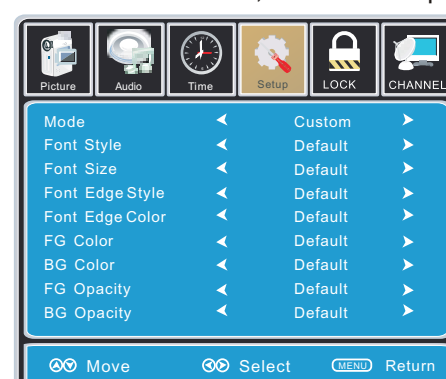 Picture Audio Time Setup LOCK CHANNEL
Mode Custom
Font Style Default
Font Size Default
Font Edge Style Default
Font Edge Color Default
FG Color Default
BG Color Default
FG Opacity Default
BG Opacity Default
Move Select MENU Return